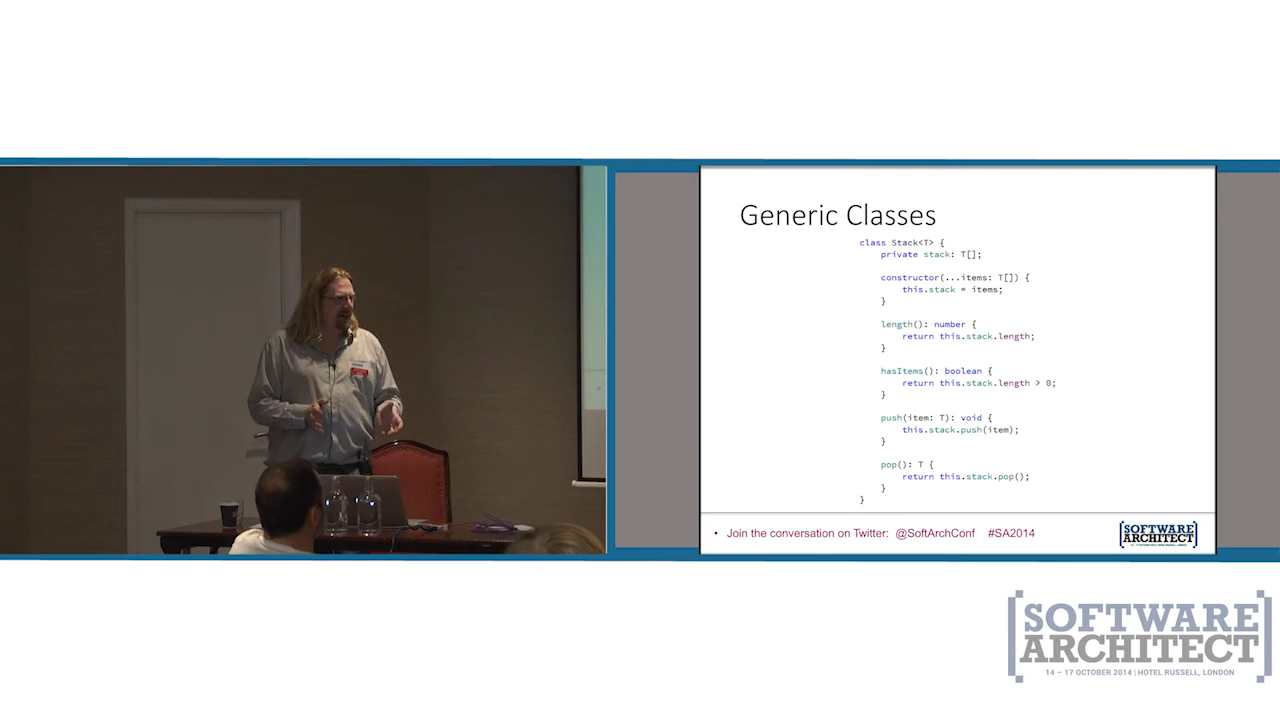 Generic Classes
class Stack<T> {
private stack: T[];
constructor(...items: T[]) {
this.stack = items;
}
length(): number {
return this.stack.length;
}
hasItems(): boolean {
return this.stack.length > 0;
}
push(item: T): void {
this.stack.push(item);
}
pop(): T {
return this.stack.pop();
}
}
• Join the conversation on Twitter: @SoftArchConf #SA2014
[SOFTWARE
ARCHITECT]
[SOFTWARE
ARCHITECT]
14 – 17 OCTOBER 2014 | HOTEL RUSSELL, LONDON